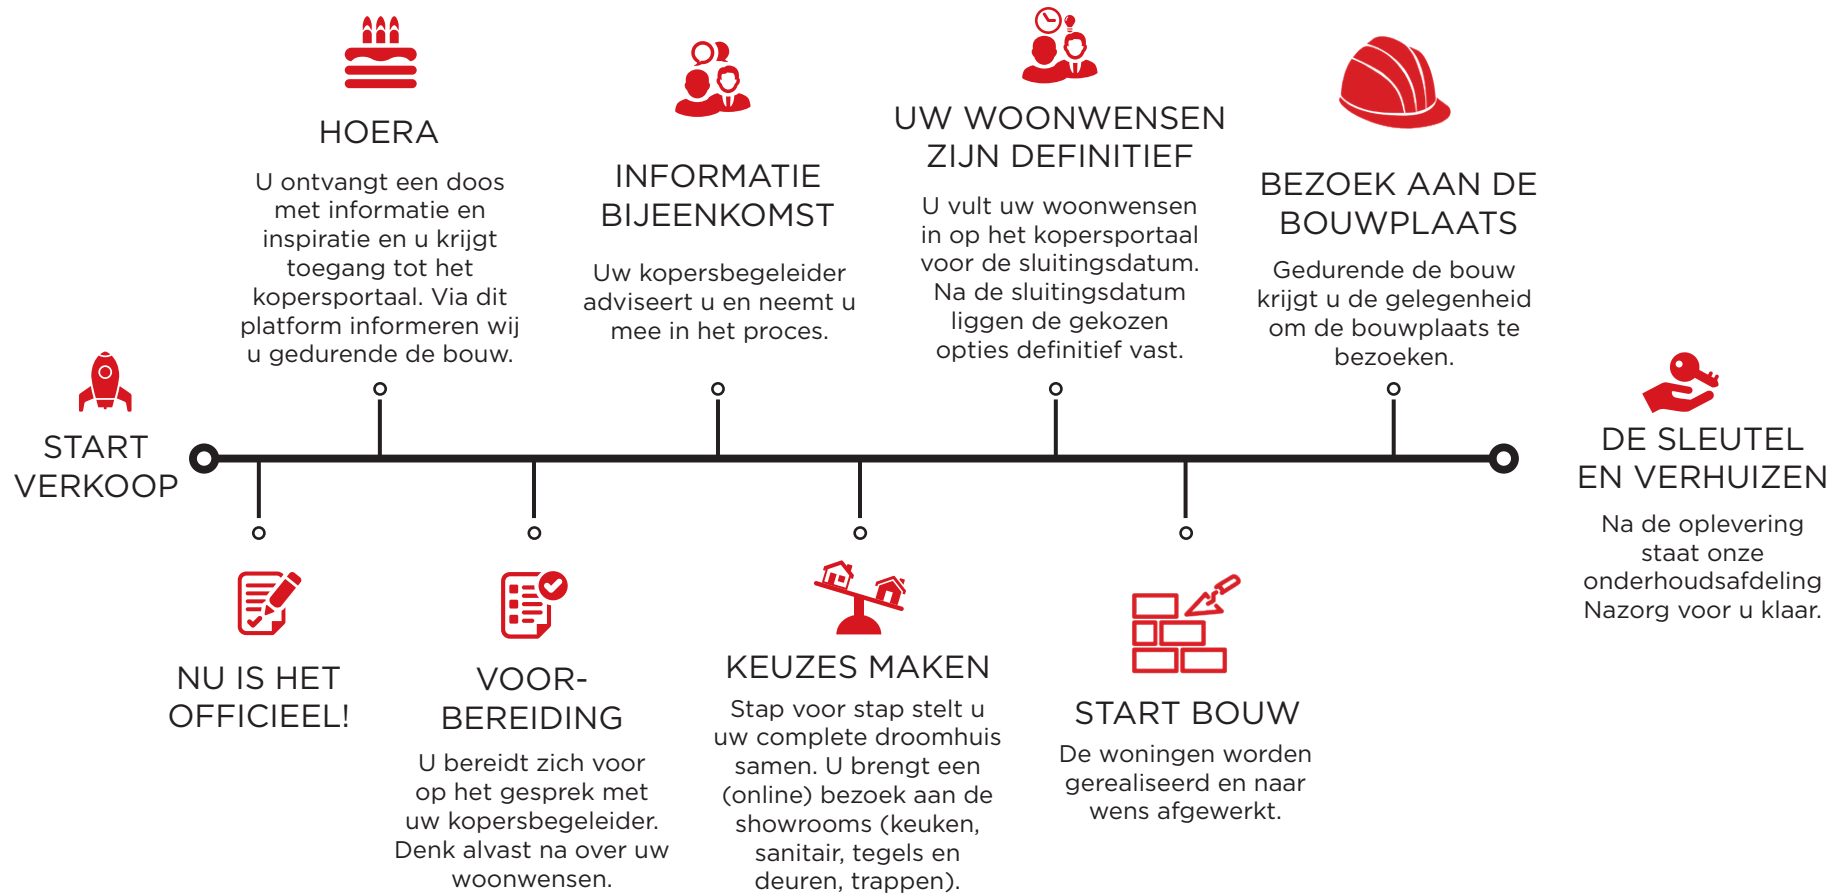 START
VERKOOP
NU IS HET
OFFICIEEL!
HOERA
U ontvangt een doos
met informatie en
inspiratie en u krijgt
toegang tot het
kopersportaal. Via dit
platform informeren wij
u gedurende de bouw.
VOOR-
BEREIDING
U bereidt zich voor
op het gesprek met
uw kopersbegeleider.
Denk alvast na over uw
woonwensen.
INFORMATIE
BIJEENKOMST
Uw kopersbegeleider
adviseert u en neemt u
mee in het proces.
KEUZES MAKEN
Stap voor stap stelt u
uw complete droomhuis
samen. U brengt een
(online) bezoek aan de
showrooms (keuken,
sanitair, tegels en
deuren, trappen).
UW WOONWENSEN
ZIJN DEFINITIEF
U vult uw woonwensen
in op het kopersportaal
voor de sluitingsdatum.
Na de sluitingsdatum
liggen de gekozen
opties definitief vast.
START BOUW
De woningen worden
gerealiseerd en naar
wens afgewerkt.
BEZOEK AAN DE
BOUWPLAATS
Gedurende de bouw
krijgt u de gelegenheid
om de bouwplaats te
bezoeken.
DE SLEUTEL
EN VERHUIZEN
Na de oplevering
staat onze
onderhoudsafdeling
Nazorg voor u klaar.